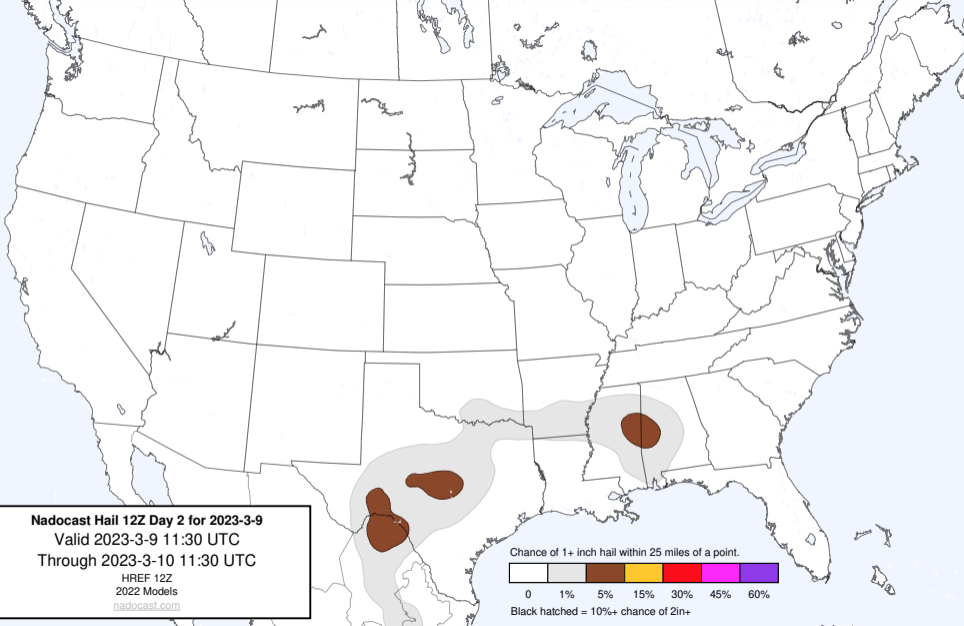 Nadocast Hail 12Z Day 2 for 2023-3-9
Valid 2023-3-9 11:30 UTC
Through 2023-3-10 11:30 UTC
HREF 12Z
2022 Models
nadocast.com
Chance of 1+ inch hail within 25 miles of a point.
0 1% 5% 15% 30% 45% 60%
Black hatched = 10%+ chance of 2in+